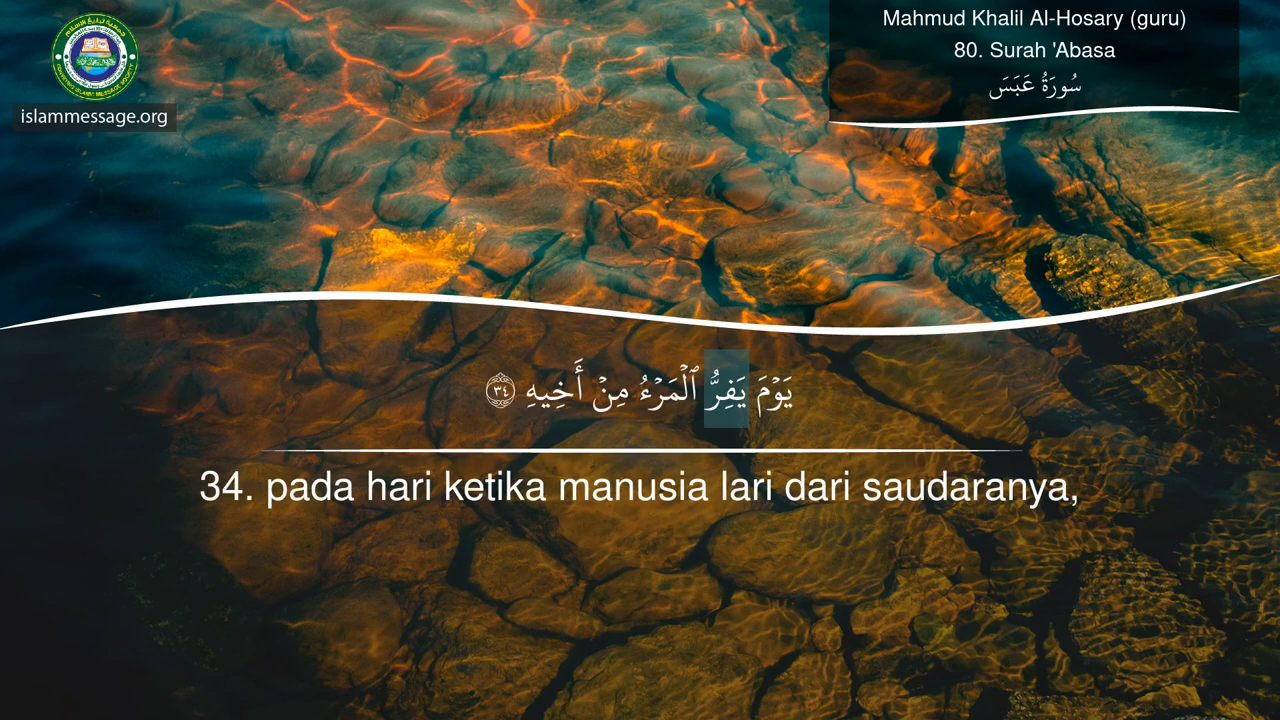 islammessage.org
Mahmud Khalil Al-Hosary (guru)
80. Surah 'Abasa
سُورَةُ عَبَسَ
يَوْمَ يَفِرُّ ٱلْمَرْءُ مِنْ أَخِيهِ ٣٤
34. pada hari ketika manusia lari dari saudaranya,